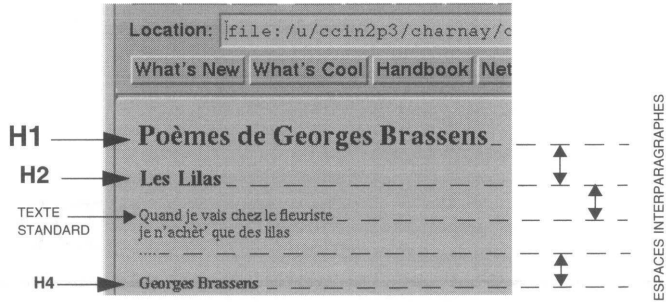 Location: file:/u/ccin2p3/charnay/c
What's New What's Cool Handbook Net
H1 Poèmes de Georges Brassens
H2 Les Lilas
TEXTE STANDARD Quand je vais chez le fleuriste
je n'achèt' que des lilas
....
H4 Georges Brassens
ESPACES INTERPARAGRAPHES